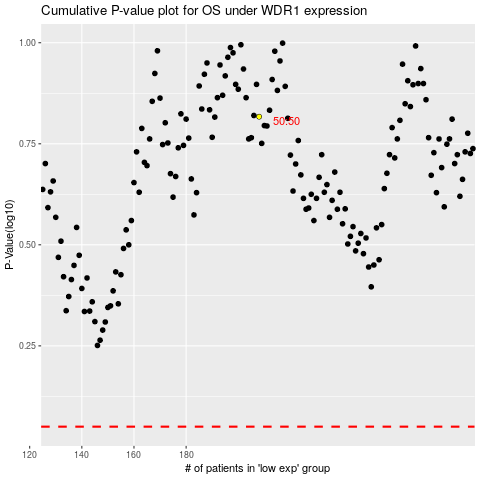 Cumulative P-value plot for OS under WDR1 expression
1.00
0.75
0.50
0.25
P-Value(log10)
50:50
120 140 160 180
# of patients in 'low exp' group